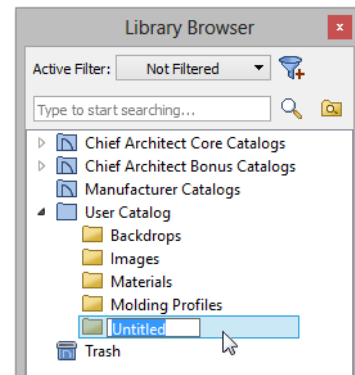 Library Browser
x
Active Filter: Not Filtered
Type to start searching...
Chief Architect Core Catalogs
Chief Architect Bonus Catalogs
Manufacturer Catalogs
User Catalog
Backdrops
Images
Materials
Molding Profiles
Untitled
Trash